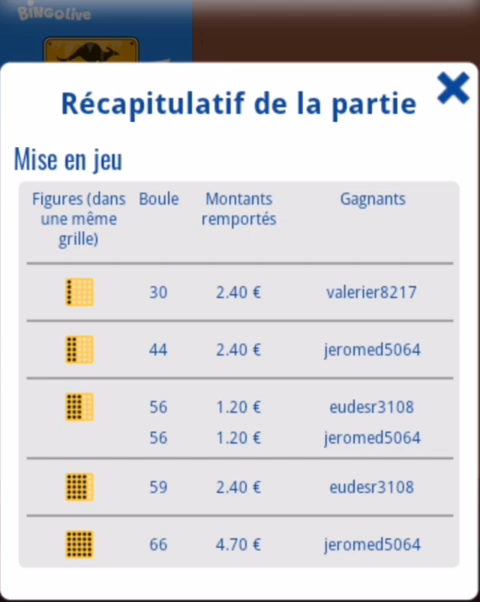 BiNGOLive
Récapitulatif de la partie
Mise en jeu
Figures (dans une même grille) Boule Montants remportés Gagnants
30 2.40 € valerier8217
44 2.40 € jeromed5064
56 1.20 € eudesr3108
56 1.20 € jeromed5064
59 2.40 € eudesr3108
66 4.70 € jeromed5064